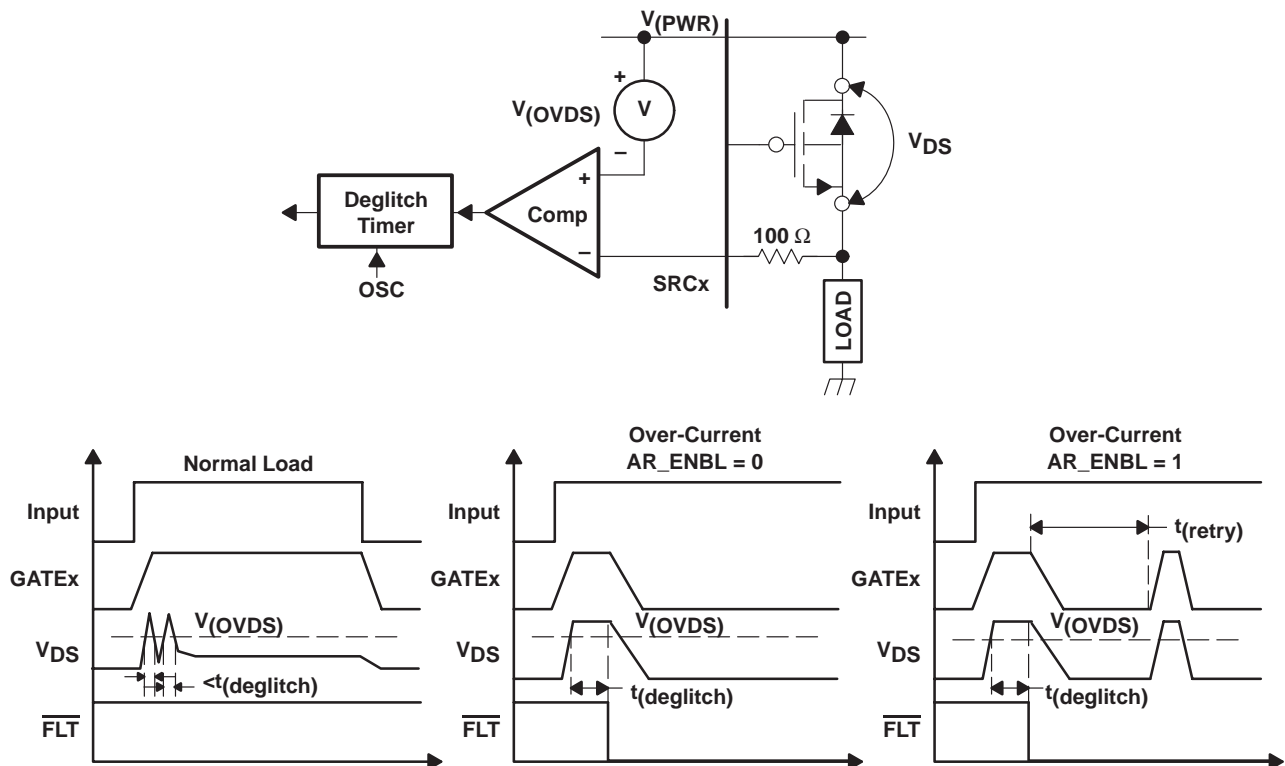 V(PWR)
+
V(OVDS)
V
−
+
Comp
−
Deglitch
Timer
OSC
VDS
100 Ω
SRCx
LOAD
Normal Load
Input
GATEx
V(OVDS)
VDS
<t(deglitch)
FLT
Over-Current
AR_ENBL = 0
Input
GATEx
V(OVDS)
VDS
t(deglitch)
FLT
Over-Current
AR_ENBL = 1
Input
t(retry)
GATEx
V(OVDS)
VDS
t(deglitch)
FLT